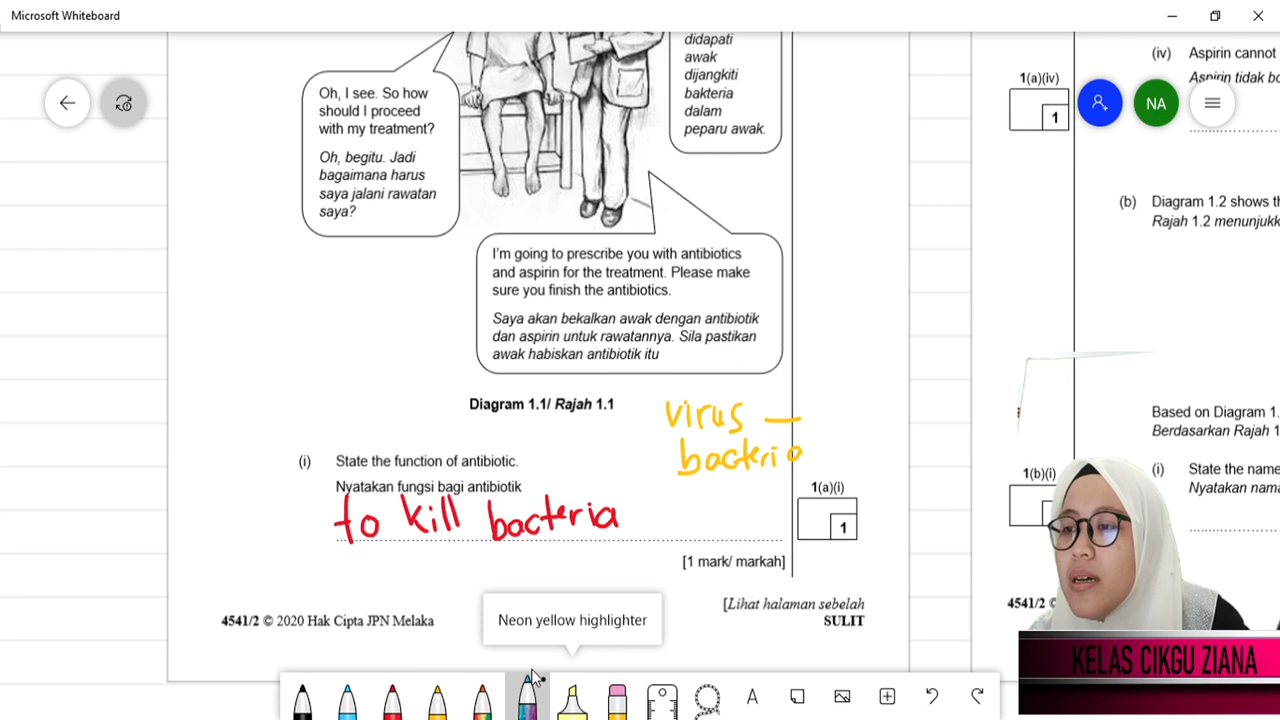 Microsoft Whiteboard
didapati
awak
dijangkiti
bakteria
dalam
peparu awak.
Oh, I see. So how
should I proceed
with my treatment?
Oh, begitu. Jadi
bagaimana harus
saya jalani rawatan
saya?
I'm going to prescribe you with antibiotics
and aspirin for the treatment. Please make
sure you finish the antibiotics.
Saya akan bekalkan awak dengan antibiotik
dan aspirin untuk rawatannya. Sila pastikan
awak habiskan antibiotik itu
Diagram 1.1/ Rajah 1.1
virus —
bacteria
(i) State the function of antibiotic.
Nyatakan fungsi bagi antibiotik
to kill bacteria
1(a)(i)
1
[1 mark/ markah]
[Lihat halaman sebelah
4541/2 © 2020 Hak Cipta JPN Melaka
SULIT
Neon yellow highlighter
(iv) Aspirin cannot
1(a)(iv)
Aspirin tidak
1
NA
(b) Diagram 1.2 shows
Rajah 1.2
Based on Diagram 1.
Berdasarkan Rajah 1
1(b)(i)
(i) State the name
Nyatakan
4541/2
KELAS CIKGU ZIANA
A